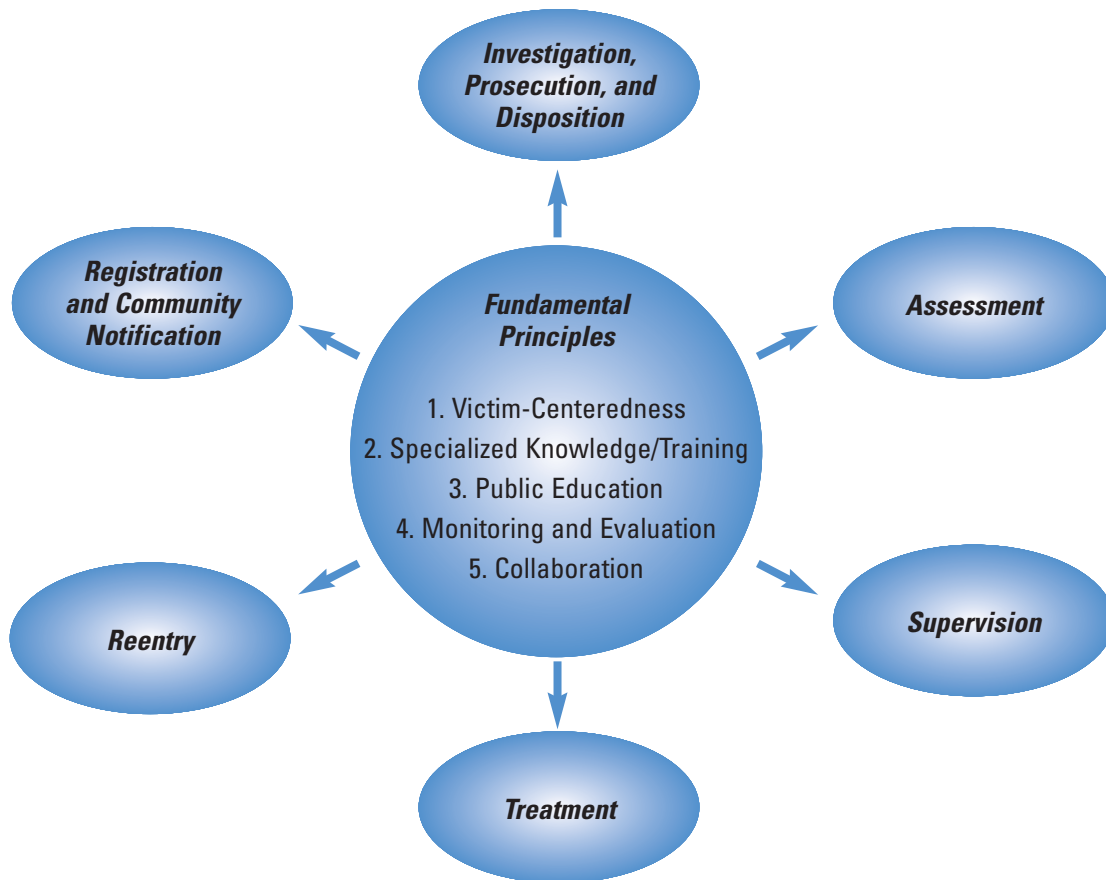 Investigation,
Prosecution, and
Disposition
Registration
and Community
Notification
Assessment
Fundamental
Principles
1. Victim-Centeredness
2. Specialized Knowledge/Training
3. Public Education
4. Monitoring and Evaluation
5. Collaboration
Reentry
Supervision
Treatment